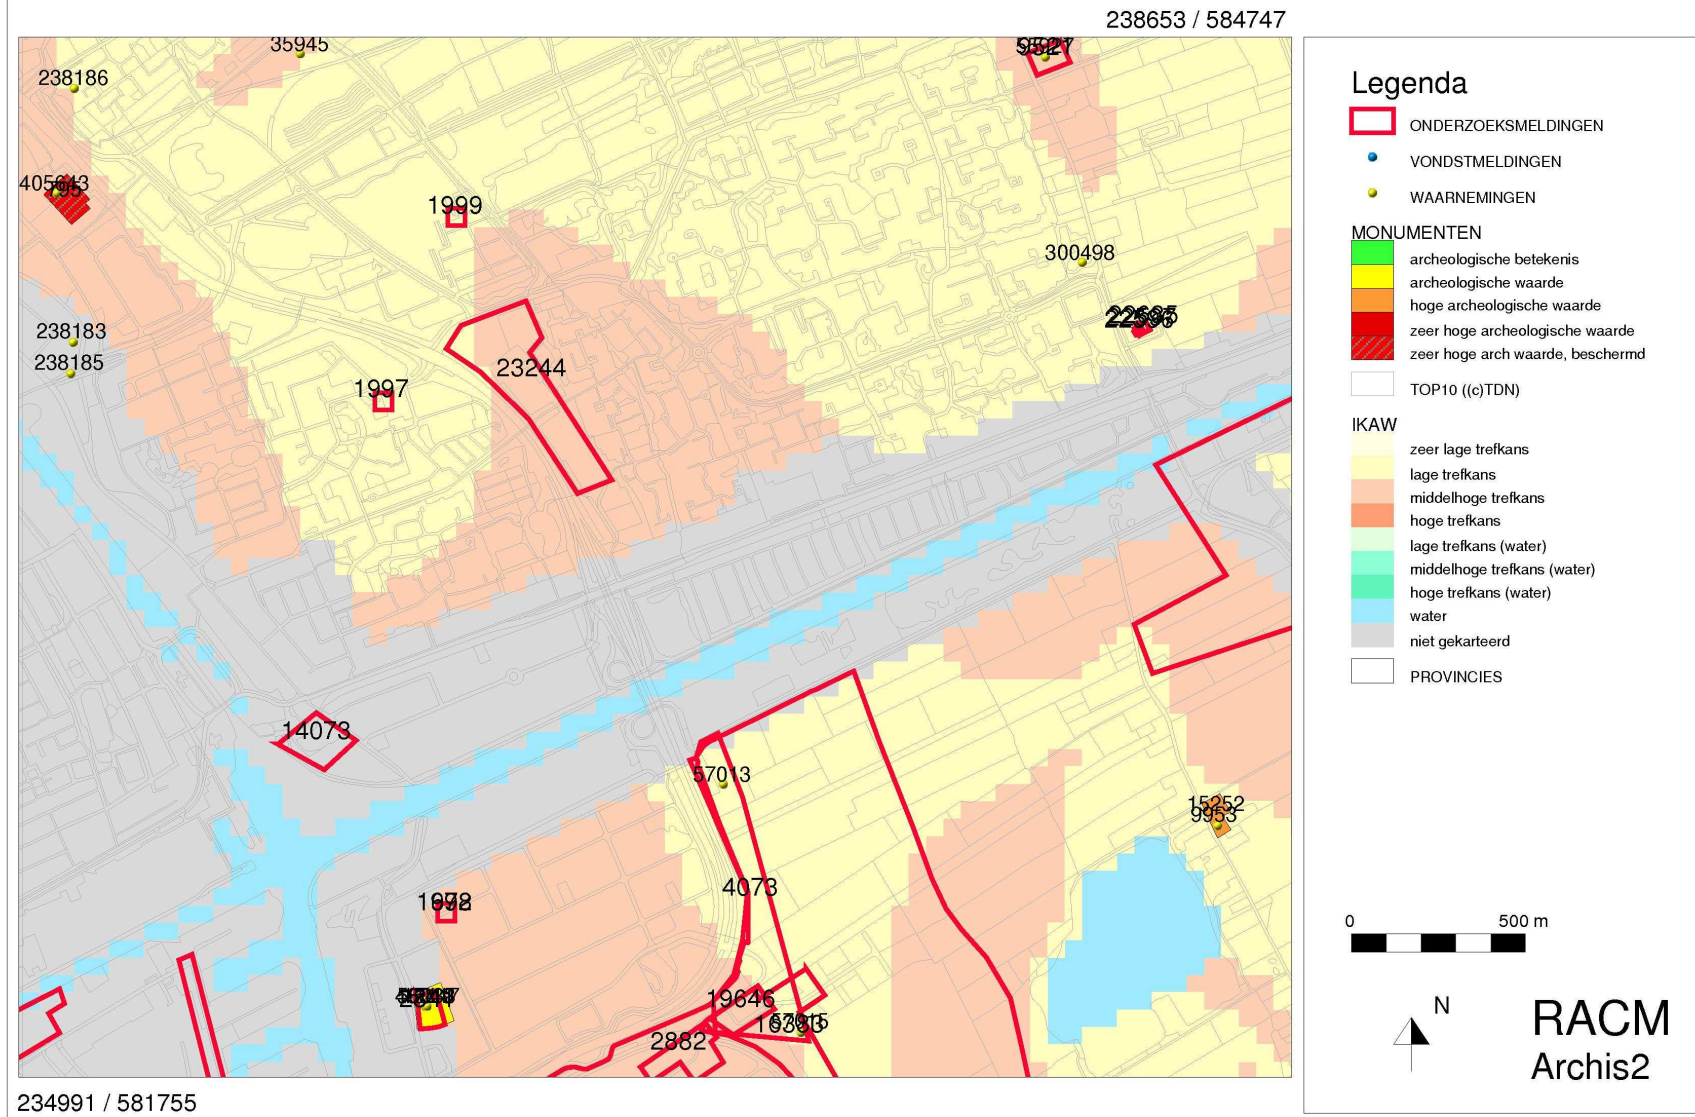 238653 / 584747
35945
238186
1999
300498
238183
238185
1997
23244
14073
57013
15252
9953
4073
19646
2882
234991 / 581755
Legenda
ONDERZOEKSMELDINGEN
VONDSTMELDINGEN
WAARNEMINGEN
MONUMENTEN
archeologische betekenis
archeologische waarde
hoge archeologische waarde
zeer hoge archeologische waarde
zeer hoge arch waarde, beschermd
TOP10 ((c)TDN)
IKAW
zeer lage trefkans
lage trefkans
middelhoge trefkans
hoge trefkans
lage trefkans (water)
middelhoge trefkans (water)
hoge trefkans (water)
water
niet gekarteerd
PROVINCIES
0 500 m
N
RACM
Archis2